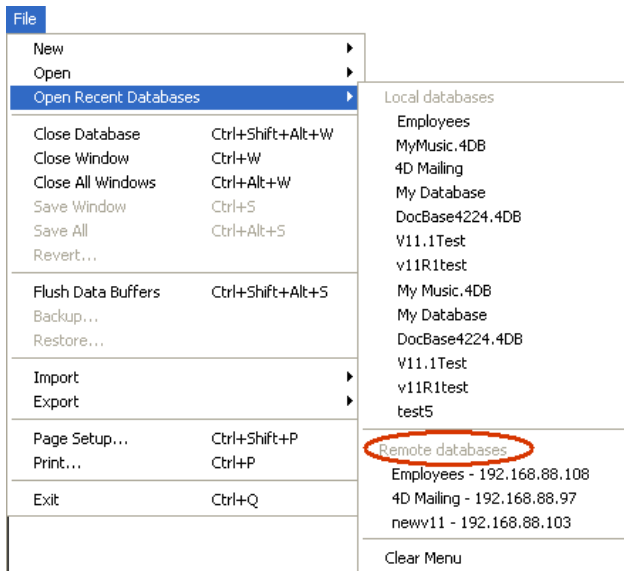 File
New
Open
Open Recent Databases
Close Database Ctrl+Shift+Alt+W
Close Window Ctrl+W
Close All Windows Ctrl+Alt+W
Save Window Ctrl+S
Save All Ctrl+Alt+S
Revert...
Flush Data Buffers Ctrl+Shift+Alt+S
Backup...
Restore...
Import
Export
Page Setup... Ctrl+Shift+P
Print... Ctrl+P
Exit Ctrl+Q
Local databases
Employees
MyMusic.4DB
4D Mailing
My Database
DocBase4224.4DB
V11.1Test
v11R1test
My Music.4DB
My Database
DocBase4224.4DB
V11.1Test
v11R1test
test5
Remote databases
Employees - 192.168.88.108
4D Mailing - 192.168.88.97
newv11 - 192.168.88.103
Clear Menu